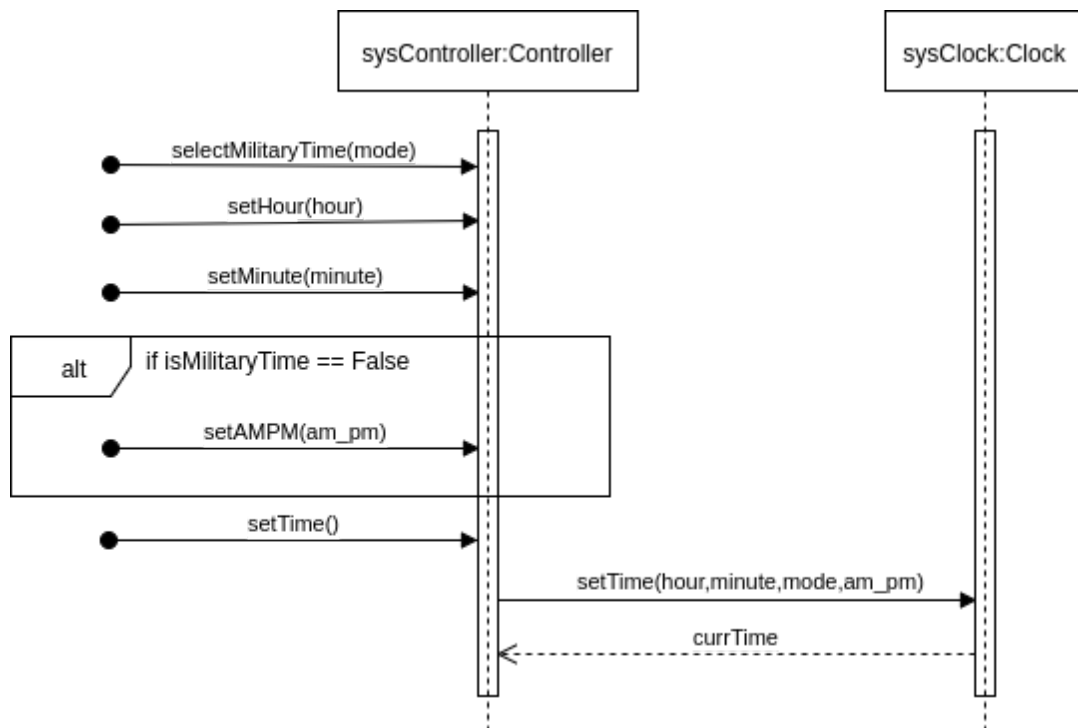 sysController:Controller
sysClock:Clock
selectMilitaryTime(mode)
setHour(hour)
setMinute(minute)
alt
if isMilitaryTime == False
setAMPM(am_pm)
setTime()
setTime(hour,minute,mode,am_pm)
currTime